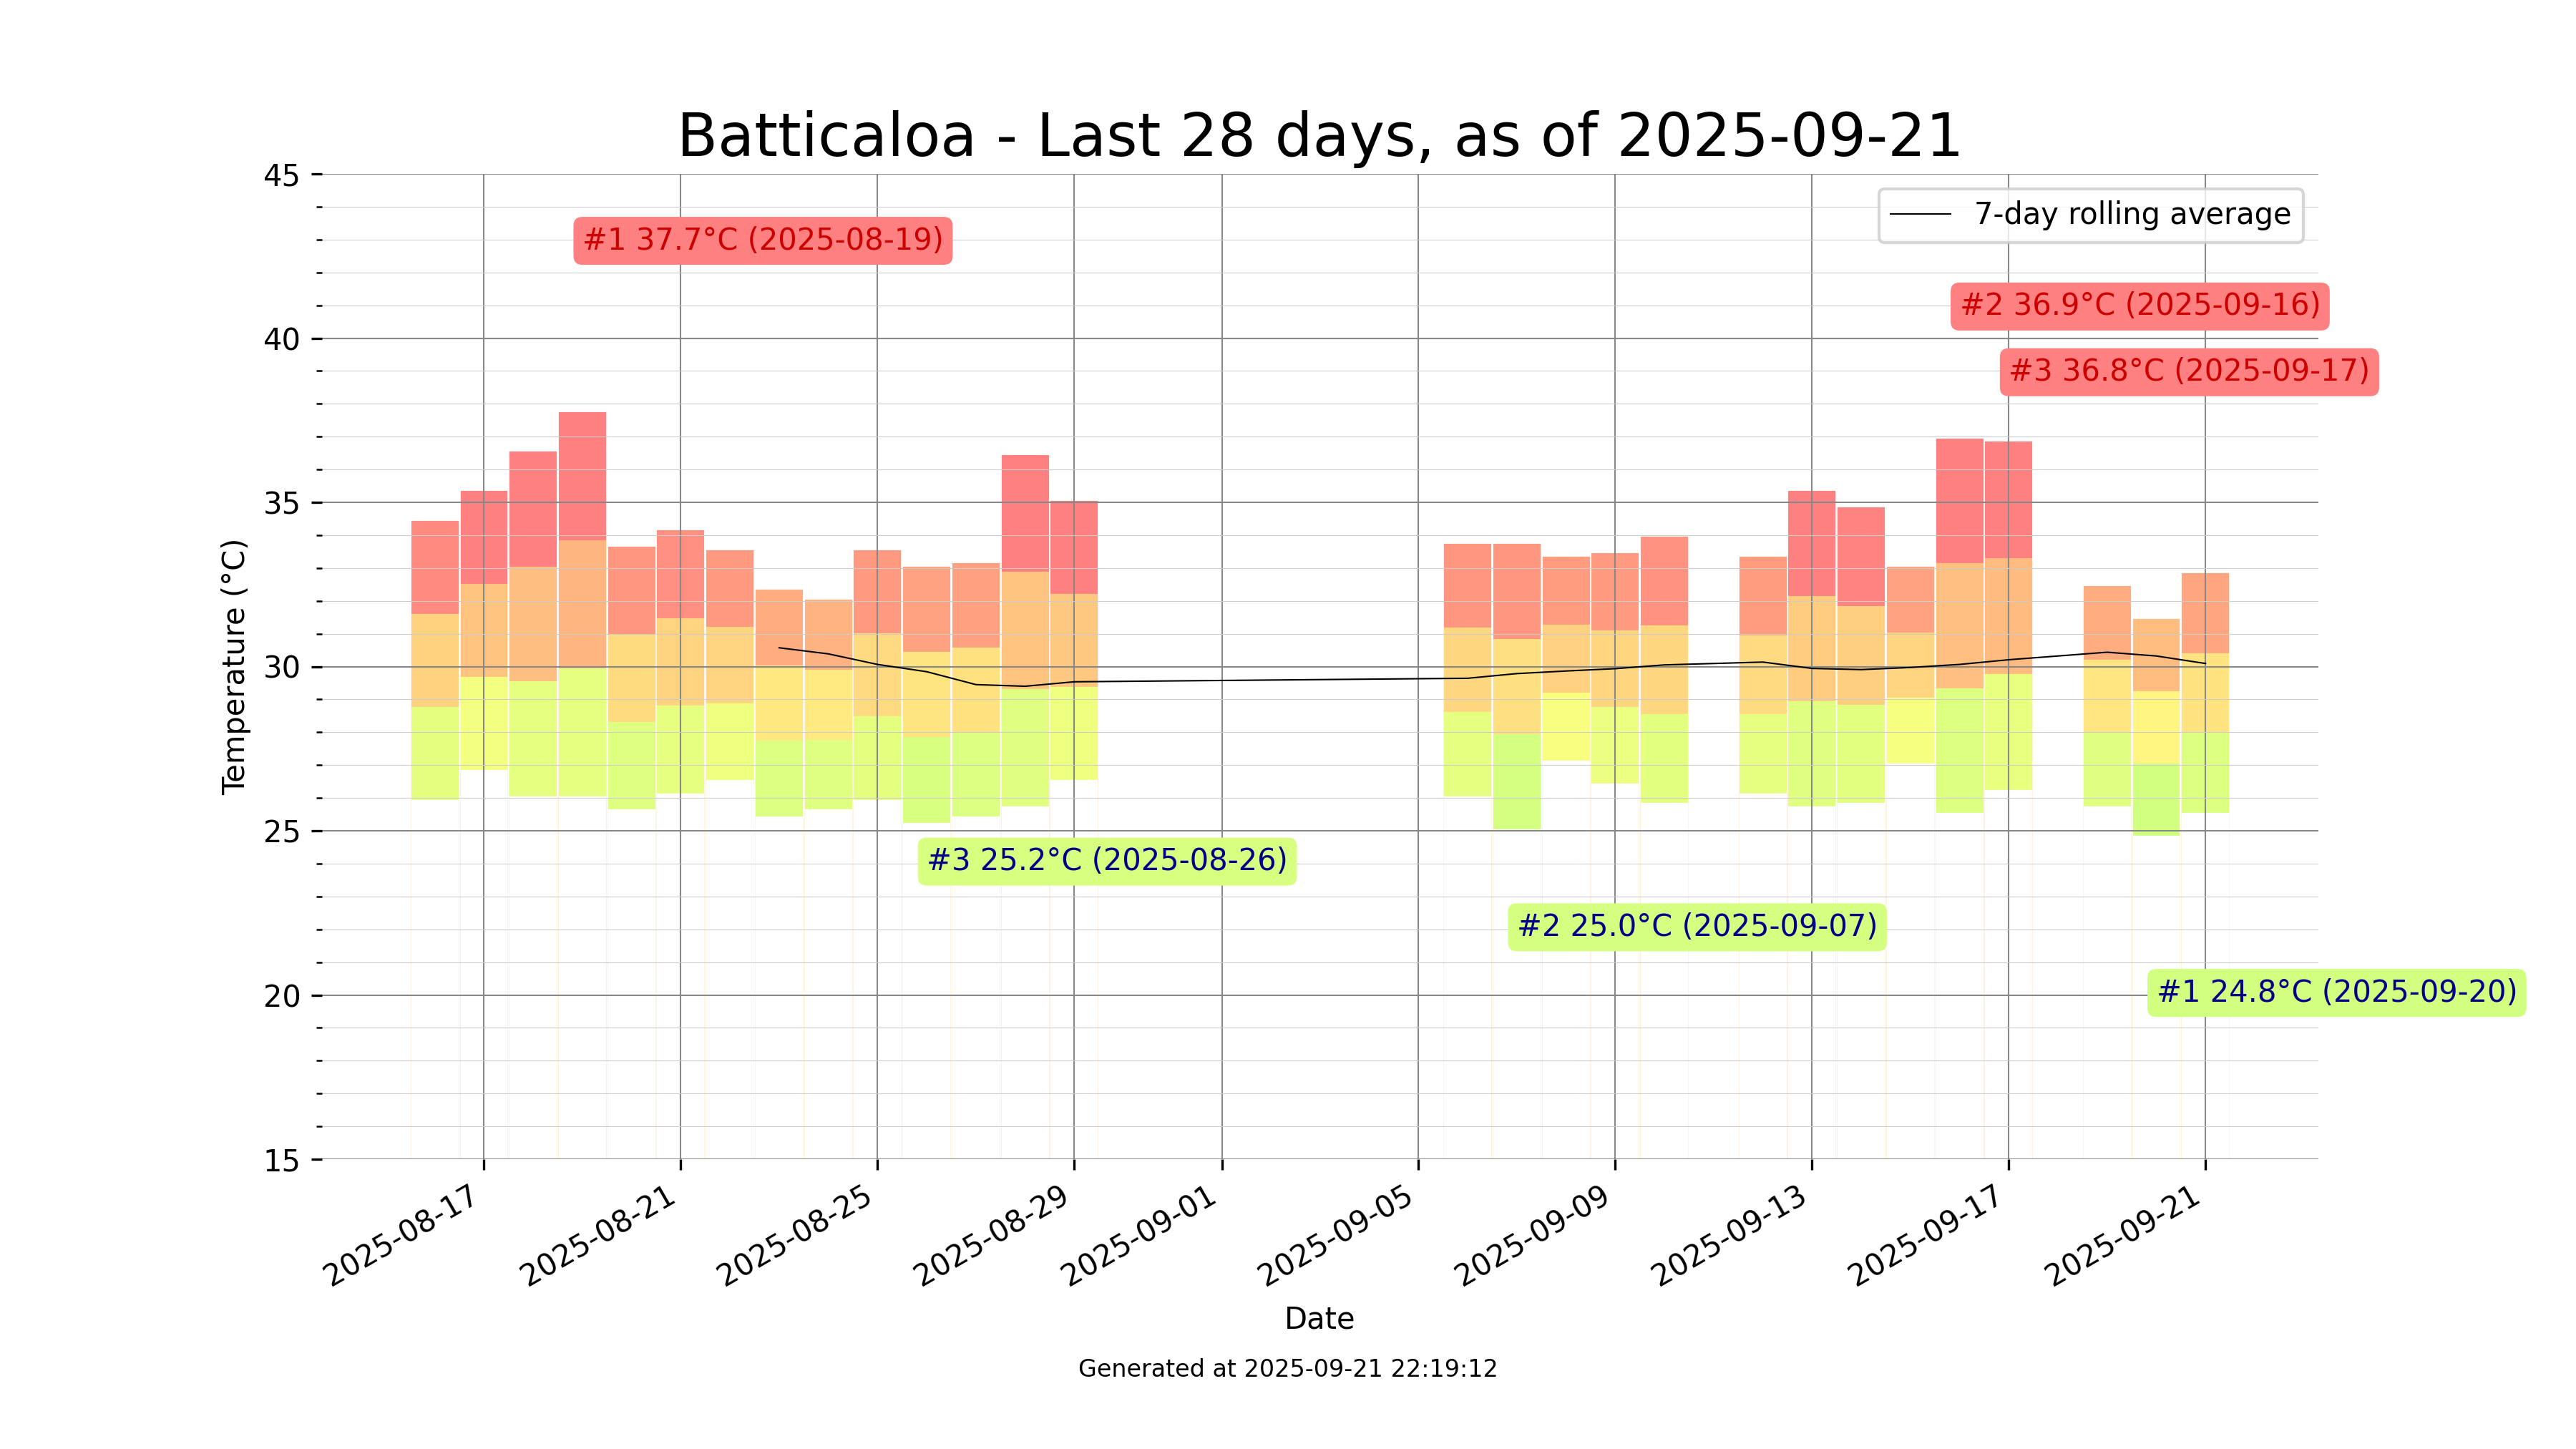 Batticaloa - Last 28 days, as of 2025-09-21
45
40
35
30
25
20
15
Temperature (°C)
7-day rolling average
#1 37.7°C (2025-08-19)
#2 36.9°C (2025-09-16)
#3 36.8°C (2025-09-17)
#3 25.2°C (2025-08-26)
#2 25.0°C (2025-09-07)
#1 24.8°C (2025-09-20)
2025-08-17
2025-08-21
2025-08-25
2025-08-29
2025-09-01
2025-09-05
2025-09-09
2025-09-13
2025-09-17
2025-09-21
Date
Generated at 2025-09-21 22:19:12